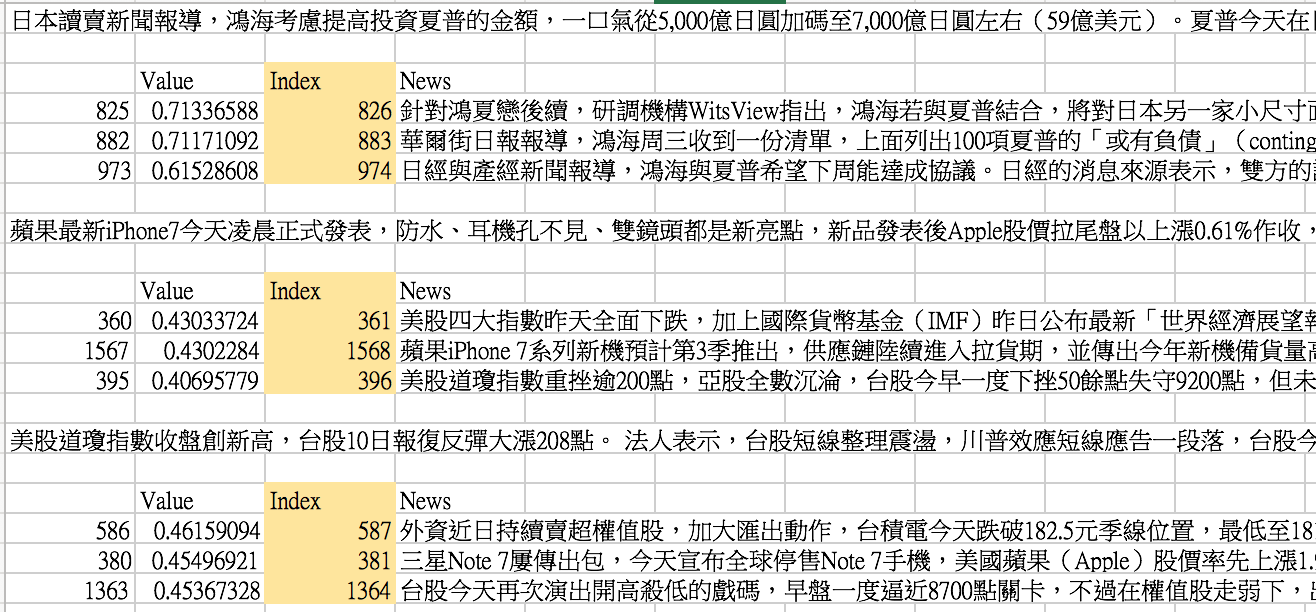 日本讀賣新聞報導，鴻海考慮提高投資夏普的金額，一口氣從5,000億日圓加碼至7,000億日圓左右（59億美元）。夏普今天在
Value Index News
825 0.71336588 826 針對鴻夏戀後續，研調機構WitsView指出，鴻海若與夏普結合，將對日本另一家小尺寸
882 0.71171092 883 華爾街日報報導，鴻海周三收到一份清單，上面列出100項夏普的「或有負債」（conting
973 0.61528608 974 日經與產經新聞報導，鴻海與夏普希望下周能達成協議。日經的消息來源表示，雙方的
蘋果最新iPhone7今天凌晨正式發表，防水、耳機孔不見、雙鏡頭都是新亮點，新品發表後Apple股價拉尾盤以上漲0.61%作收，
Value Index News
360 0.43033724 361 美股四大指數昨天全面下跌，加上國際貨幣基金（IMF）昨日公布最新「世界經濟展望報
1567 0.4302284 1568 蘋果iPhone 7系列新機預計第3季推出，供應鏈陸續進入拉貨期，並傳出今年新機備貨量高
395 0.40695779 396 美股道瓊指數重挫逾200點，亞股全數沉淪，台股今早一度下挫50餘點失守9200點，但未
美股道瓊指數收盤創新高，台股10日報復反彈大漲208點。 法人表示，台股短線整理震盪，川普效應短線應告一段落，台股今
Value Index News
586 0.46159094 587 外資近日持續賣超權值股，加大匯出動作，台積電今天跌破182.5元季線位置，最低至18
380 0.45496921 381 三星Note 7屢傳出包，今天宣布全球停售Note 7手機，美國蘋果（Apple）股價率先上漲1.
1363 0.45367328 1364 台股今天再次演出開高殺低的戲碼，早盤一度逼近8700點關卡，不過在權值股走弱下，